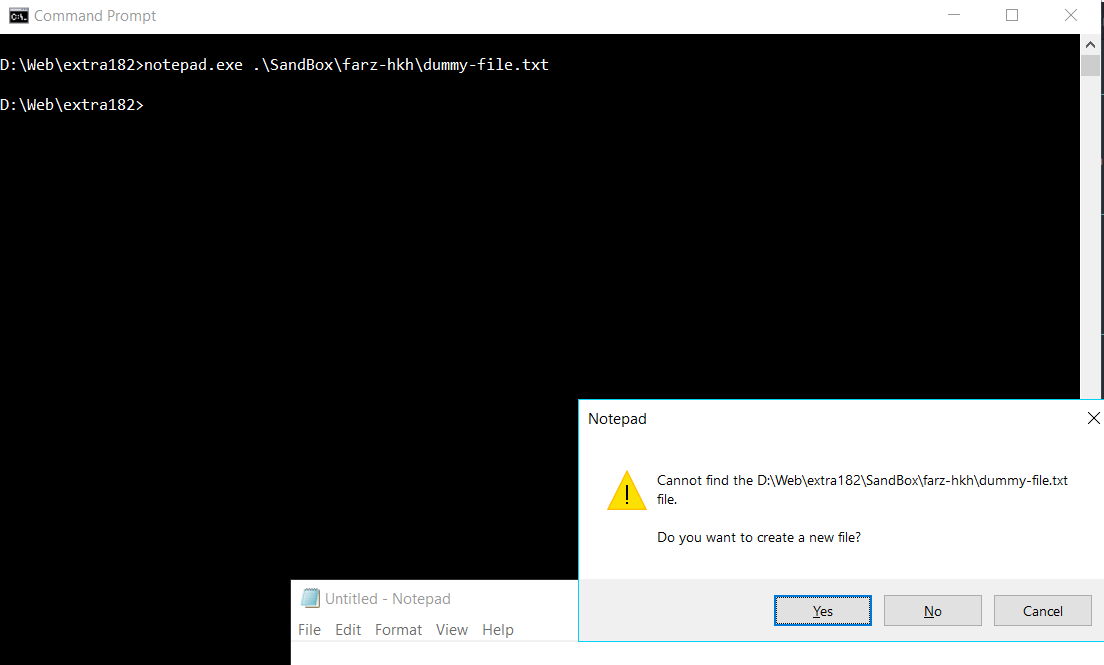 Command Prompt
D:\Web\extra182>notepad.exe .\SandBox\farz-hkh\dummy-file.txt
D:\Web\extra182>
Notepad
Cannot find the D:\Web\extra182\SandBox\farz-hkh\dummy-file.txt
file.
Do you want to create a new file?
Yes No Cancel
Untitled - Notepad
File Edit Format View Help